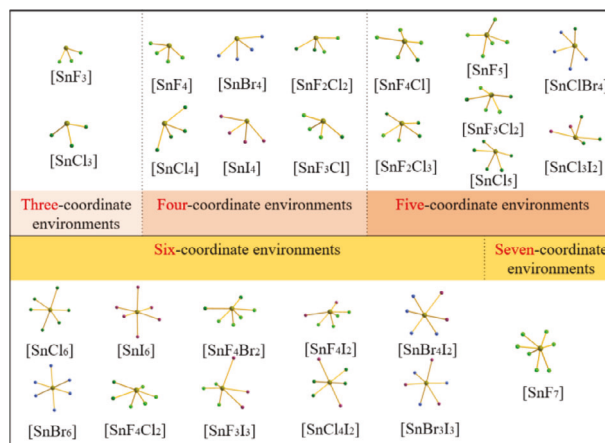 [SnF3]
[SnCl3]
[SnF4]
[SnBr4]
[SnF2Cl2]
[SnCl4]
[SnI4]
[SnF3Cl]
[SnF4Cl]
[SnF5]
[SnClBr4]
[SnF3Cl2]
[SnF2Cl3]
[SnCl5]
[SnCl3I2]
Three-coordinate
environments
Four-coordinate environments
Five-coordinate environments
Six-coordinate environments
Seven-coordinate
environments
[SnCl6]
[SnI6]
[SnF4Br2]
[SnF4I2]
[SnBr4I2]
[SnBr6]
[SnF4Cl2]
[SnF3I3]
[SnCl4I2]
[SnBr3I3]
[SnF7]